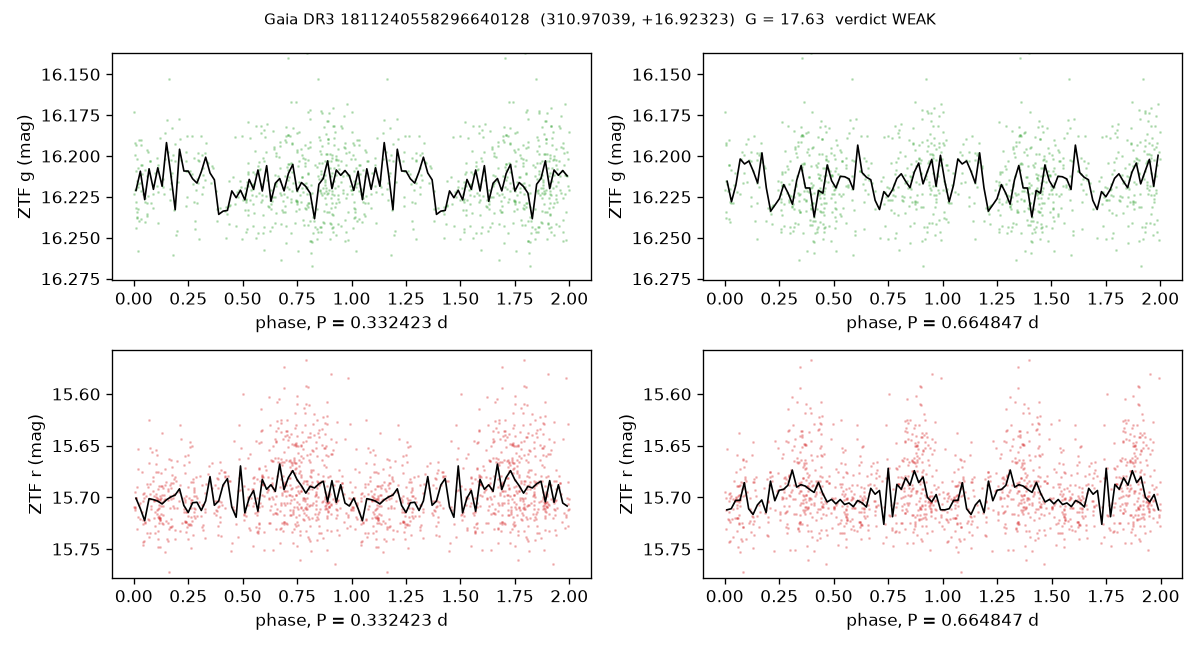 Gaia DR3 1811240558296640128 (310.97039, +16.92323) G = 17.63 verdict WEAK
16.150
16.175
16.200
16.225
16.250
16.275
ZTF g (mag)
0.00 0.25 0.50 0.75 1.00 1.25 1.50 1.75 2.00
phase, P = 0.332423 d
16.150
16.175
16.200
16.225
16.250
16.275
ZTF g (mag)
0.00 0.25 0.50 0.75 1.00 1.25 1.50 1.75 2.00
phase, P = 0.664847 d
15.60
15.65
15.70
15.75
ZTF r (mag)
0.00 0.25 0.50 0.75 1.00 1.25 1.50 1.75 2.00
phase, P = 0.332423 d
15.60
15.65
15.70
15.75
ZTF r (mag)
0.00 0.25 0.50 0.75 1.00 1.25 1.50 1.75 2.00
phase, P = 0.664847 d